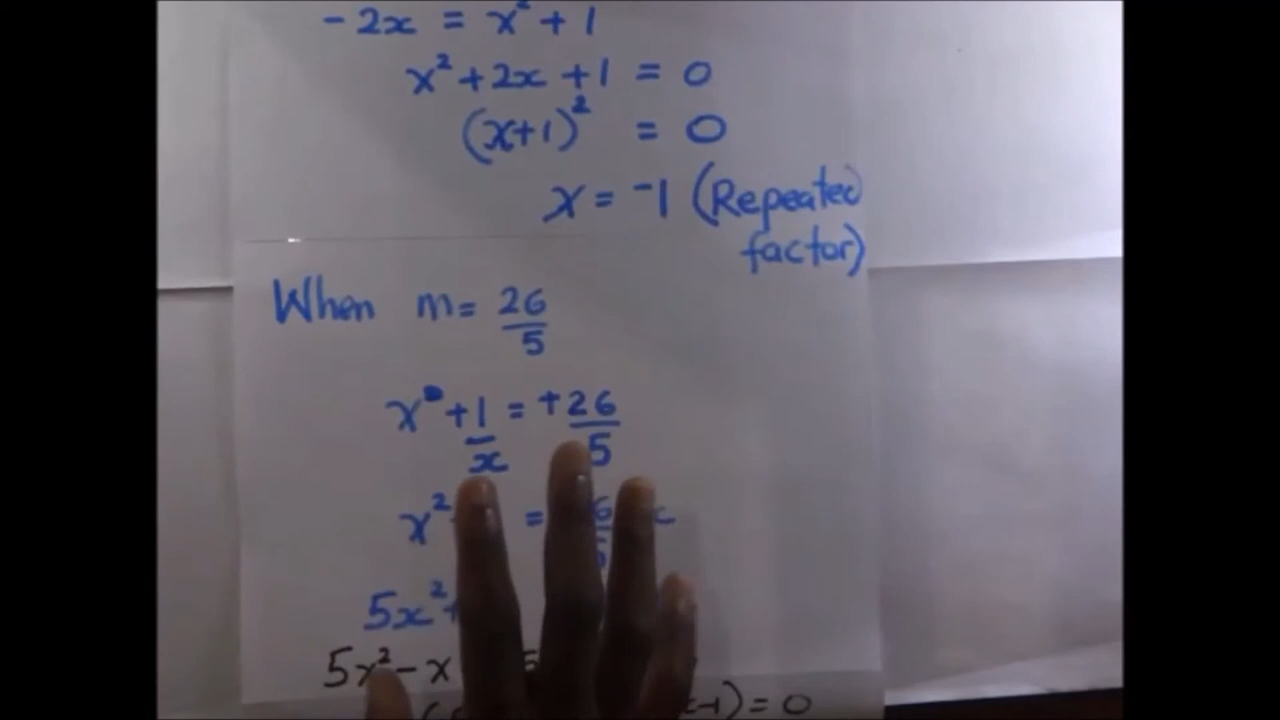 -2x = x² + 1
x² + 2x + 1 = 0
(x+1)² = 0
x = -1 (Repeated
factor)
When m = 26/5
x + 1/x = +26/5
x² =
5x² +
5x² - x
-1) = 0